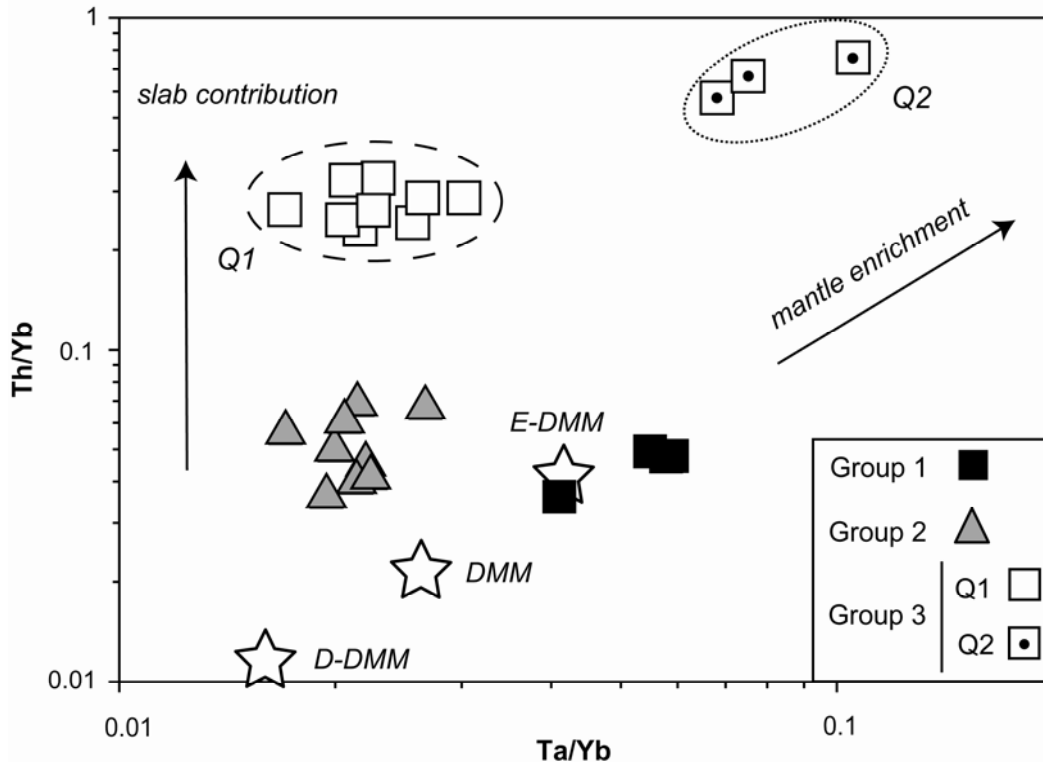 1
slab contribution
Q2
Q1
mantle enrichment
Th/Yb
0.1
E-DMM
DMM
D-DMM
0.01
0.01
0.1
Ta/Yb
Group 1
Group 2
Group 3
Q1
Q2